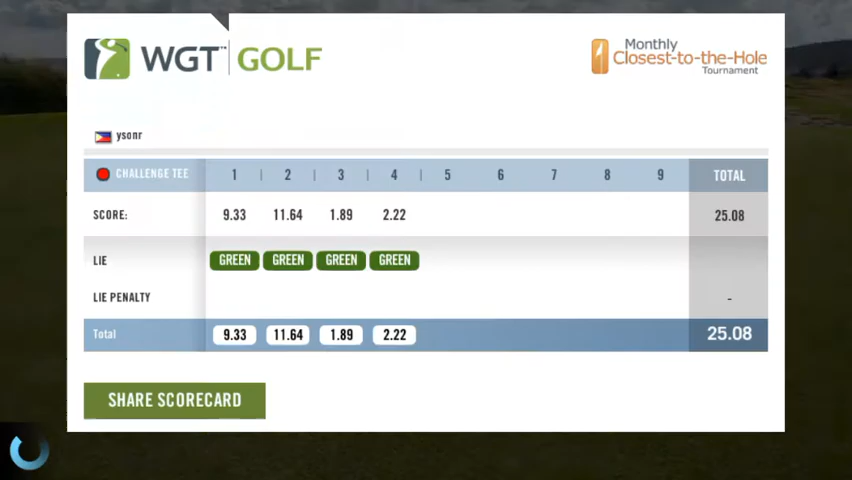 WGT™ GOLF
Monthly
Closest-to-the-Hole
Tournament
ysonr
CHALLENGE TEE 1 | 2 | 3 | 4 | 5 6 7 8 9 TOTAL
SCORE: 9.33 11.64 1.89 2.22 25.08
LIE GREEN GREEN GREEN GREEN
LIE PENALTY -
Total 9.33 11.64 1.89 2.22 25.08
SHARE SCORECARD